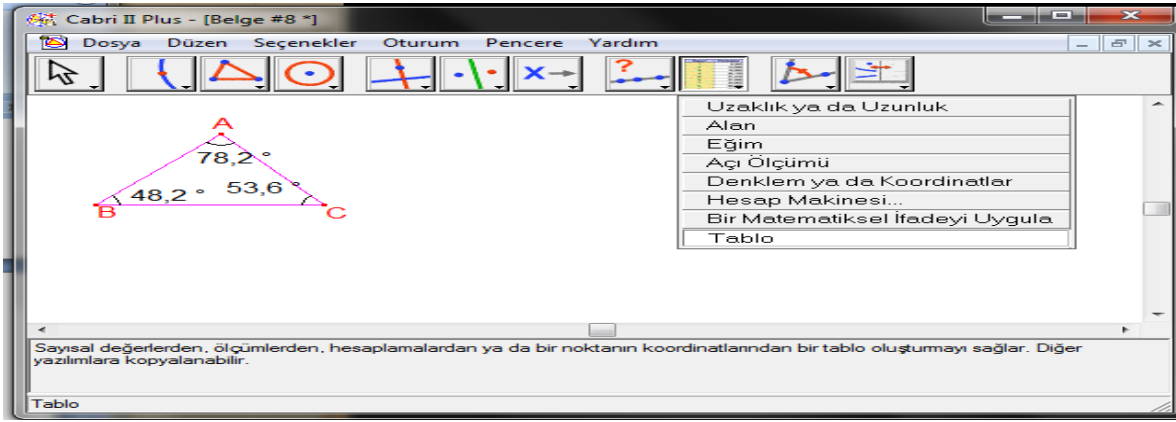 Cabri II Plus - [Belge #8 *]
Dosya Düzen Seçenekler Oturum Pencere Yardım
X
?
Uzaklık ya da Uzunluk
Alan
Eğim
Açı Ölçümü
Denklem ya da Koordinatlar
Hesap Makinesi...
Bir Matematiksel İfadeyi Uygula
Tablo
A
78,2 °
48,2 ° 53,6 °
B C
Sayısal değerlerden, ölçümlerden, hesaplamalardan ya da bir noktanın koordinatlarından bir tablo oluşturmayı sağlar. Diğer
yazılımlara kopyalanabilir.
Tablo